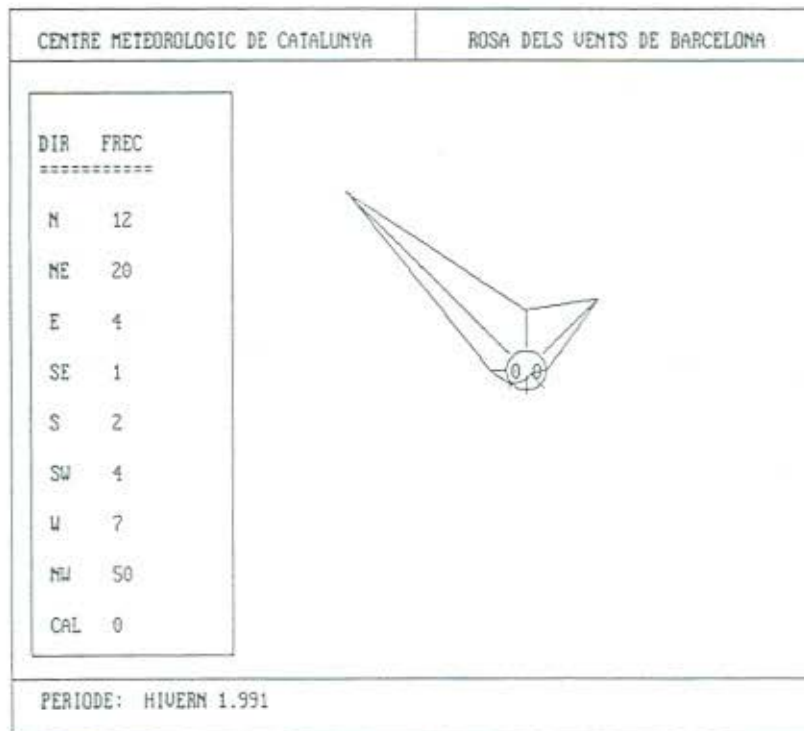 CENTRE METEOROLOGIC DE CATALUNYA
ROSA DELS VENTS DE BARCELONA
DIR FREC
===========
N 12
NE 20
E 4
SE 1
S 2
SW 4
W 7
NW 50
CAL 0
0 0
PERIODE: HIVERN 1.991